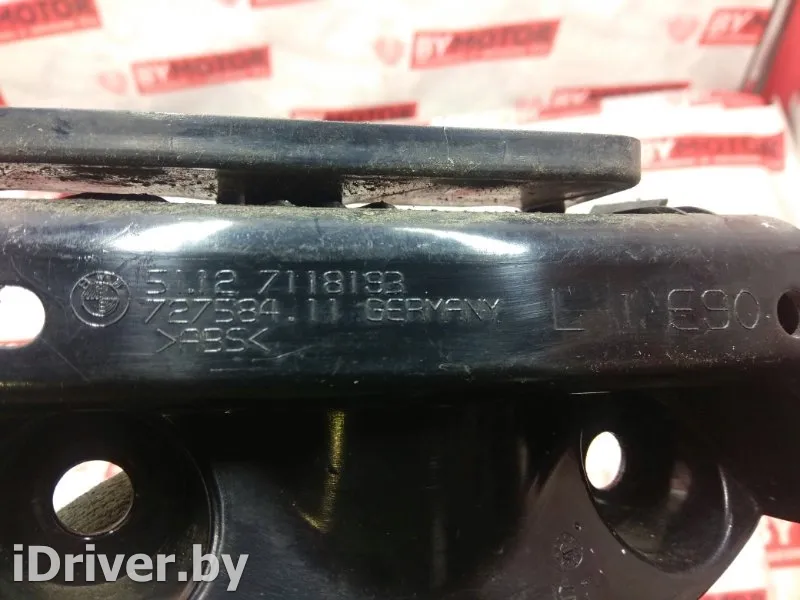 BYMOTOR
BYMOTOR
BYMOTOR
BYMOTOR
51.12 7118193
727584.11 GERMANY
>ABS<
L
E90
iDriver.by